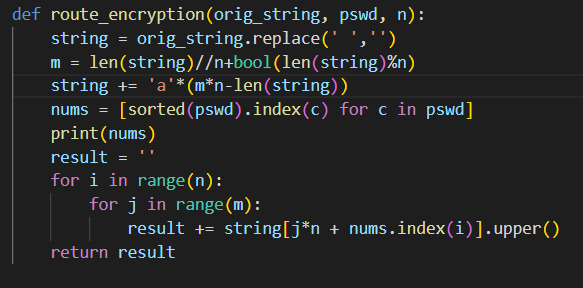 def route_encryption(orig_string, pswd, n):
    string = orig_string.replace(' ','')
    m = len(string)//n+bool(len(string)%n)
    string += 'a'*(m*n-len(string))
    nums = [sorted(pswd).index(c) for c in pswd]
    print(nums)
    result = ''
    for i in range(n):
        for j in range(m):
            result += string[j*n + nums.index(i)].upper()
    return result